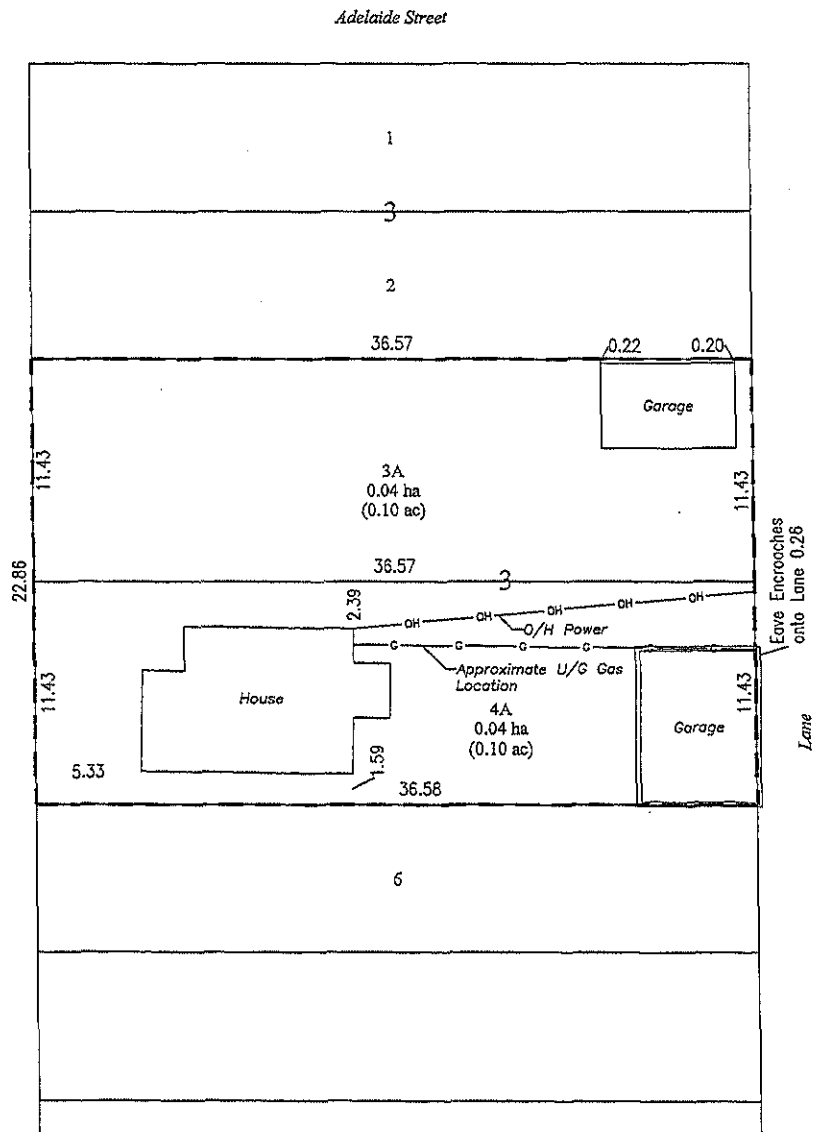 Adelaide Street
1
3
2
36.57
0.22
0.20
Garage
11.43
3A
0.04 ha
(0.10 ac)
11.43
22.86
36.57
3
2.39
OH OH OH OH OH
O/H Power
Eave Encroaches
onto Lane 0.26
G G G G G G
Approximate U/G Gas
Location
11.43
House
4A
0.04 ha
(0.10 ac)
Garage
11.43
Lane
5.33
1.59
36.58
6